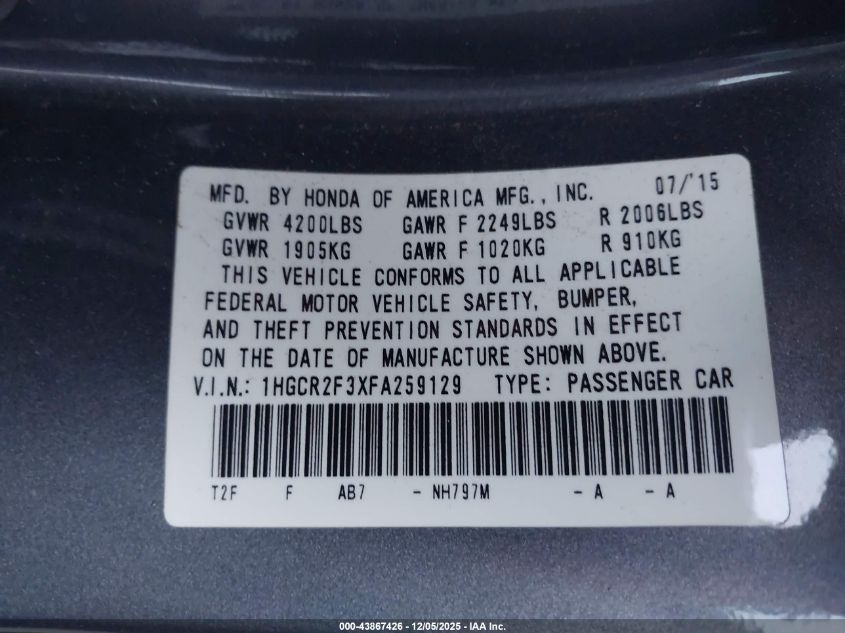 MFD. BY HONDA OF AMERICA MFG., INC. 07/'15
GVWR 4200LBS GAWR F 2249LBS R 2006LBS
GVWR 1905KG GAWR F 1020KG R 910KG
THIS VEHICLE CONFORMS TO ALL APPLICABLE
FEDERAL MOTOR VEHICLE SAFETY, BUMPER,
AND THEFT PREVENTION STANDARDS IN EFFECT
ON THE DATE OF MANUFACTURE SHOWN ABOVE.
V.I.N.: 1HGCR2F3XFA259129 TYPE: PASSENGER CAR
T2F F AB7 - NH797M - A - A
000-43867426 - 12/05/2025 - IAA Inc.